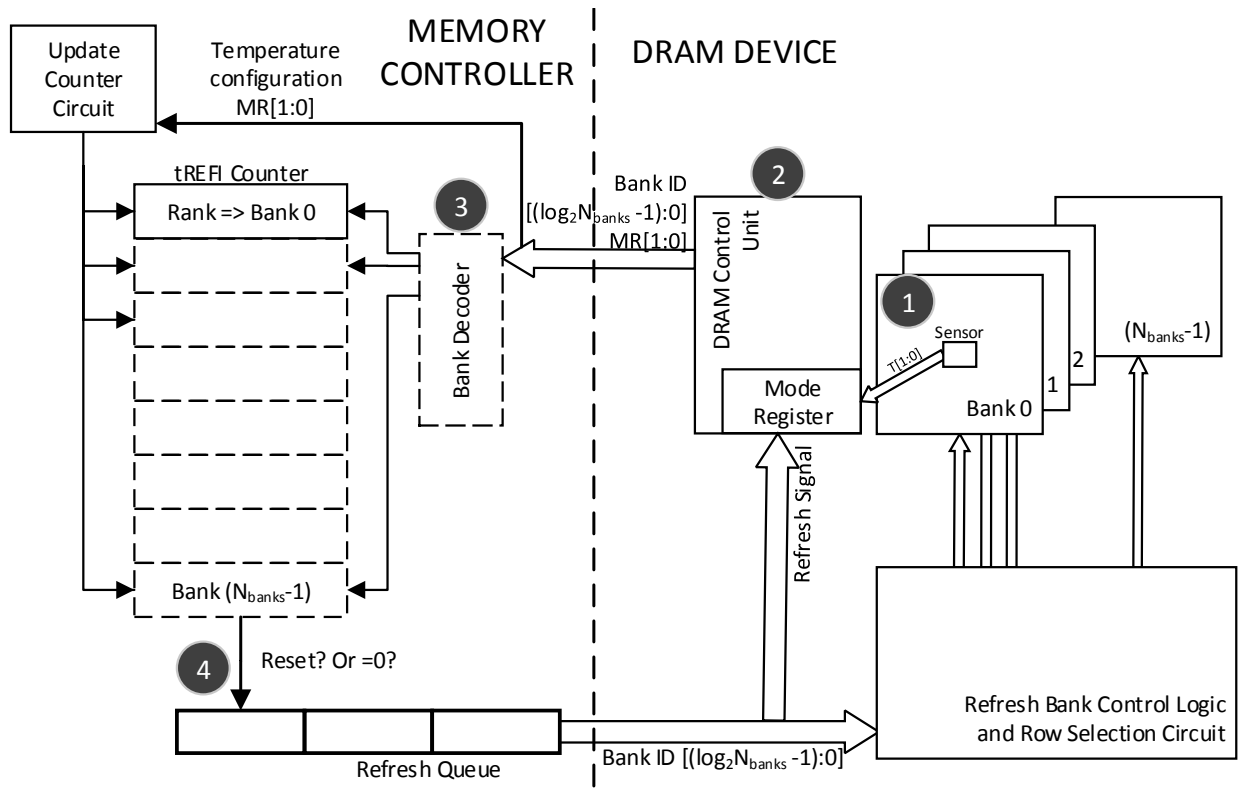 MEMORY
CONTROLLER
DRAM DEVICE
Update
Counter
Circuit
Temperature
configuration
MR[1:0]
tREFI Counter
Rank => Bank 0
Bank (Nbanks-1)
3
Bank Decoder
Bank ID
[(log2Nbanks -1):0]
MR[1:0]
2
DRAM Control
Unit
Mode
Register
1
Sensor
T[1:0]
Bank 0
1
2
(Nbanks-1)
Refresh Signal
4
Reset? Or =0?
Refresh Queue
Bank ID [(log2Nbanks -1):0]
Refresh Bank Control Logic
and Row Selection Circuit